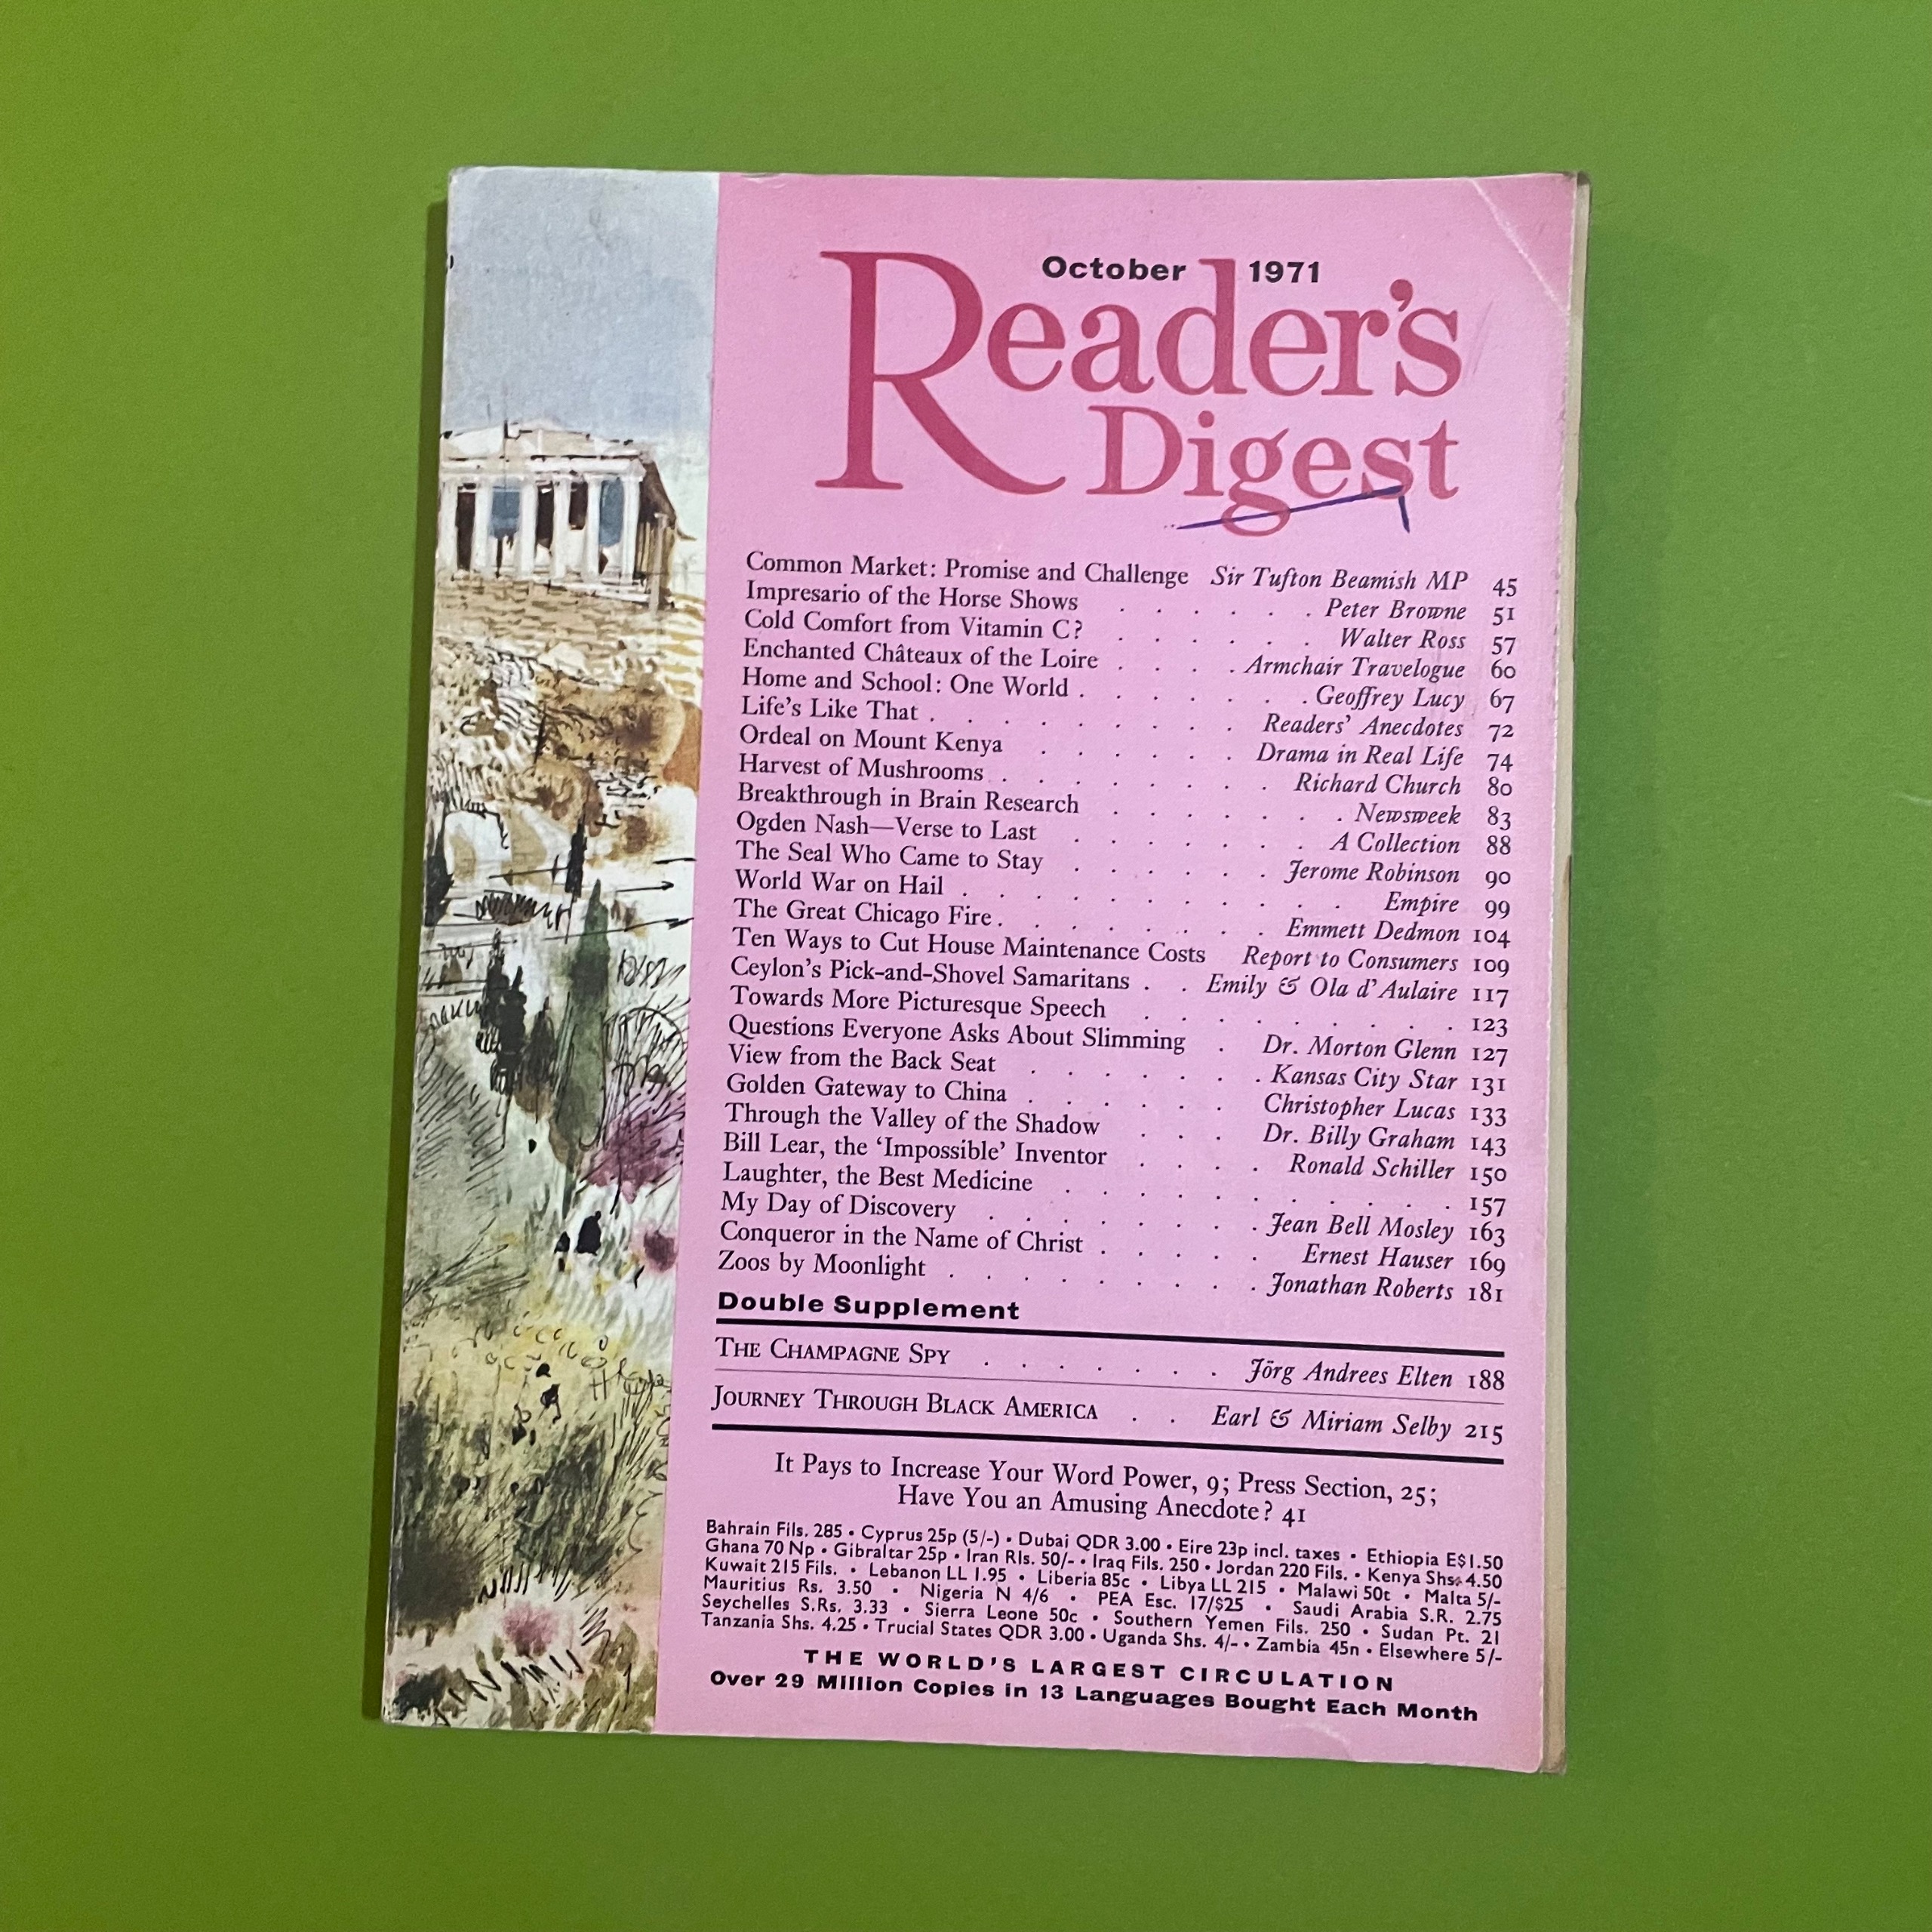 October 1971
Reader's
Digest
Common Market: Promise and Challenge Sir Tufton Beamish MP 45
Impresario of the Horse Shows . . . . . . Peter Browne 51
Cold Comfort from Vitamin C? . . . . . . Walter Ross 57
Enchanted Châteaux of the Loire . . . . Armchair Travelogue 60
Home and School: One World . . . . . . . Geoffrey Lucy 67
Life's Like That . . . . . . . . . Readers' Anecdotes 72
Ordeal on Mount Kenya . . . . . . . Drama in Real Life 74
Harvest of Mushrooms . . . . . . . . Richard Church 80
Breakthrough in Brain Research . . . . . . . Newsweek 83
Ogden Nash—Verse to Last . . . . . . . A Collection 88
The Seal Who Came to Stay . . . . . . Jerome Robinson 90
World War on Hail . . . . . . . . . . . Empire 99
The Great Chicago Fire . . . . . . . . Emmett Dedmon 104
Ten Ways to Cut House Maintenance Costs Report to Consumers 109
Ceylon's Pick-and-Shovel Samaritans . . Emily & Ola d'Aulaire 117
Towards More Picturesque Speech . . . . . . . . . 123
Questions Everyone Asks About Slimming . Dr. Morton Glenn 127
View from the Back Seat . . . . . . . Kansas City Star 131
Golden Gateway to China . . . . . . Christopher Lucas 133
Through the Valley of the Shadow . . . Dr. Billy Graham 143
Bill Lear, the ‘Impossible’ Inventor . . . . Ronald Schiller 150
Laughter, the Best Medicine . . . . . . . . . . . 157
My Day of Discovery . . . . . . . . Jean Bell Mosley 163
Conqueror in the Name of Christ . . . . . Ernest Hauser 169
Zoos by Moonlight . . . . . . . . . Jonathan Roberts 181
Double Supplement
The Champagne Spy . . . . . . . Jörg Andrees Elten 188
Journey Through Black America . . Earl & Miriam Selby 215
It Pays to Increase Your Word Power, 9; Press Section, 25;
Have You an Amusing Anecdote? 41
Bahrain Fils. 285 • Cyprus 25p (5/-) • Dubai QDR 3.00 • Eire 23p incl. taxes • Ethiopia E$1.50
Ghana 70 Np • Gibraltar 25p • Iran Rls. 50/- • Iraq Fils. 250 • Jordan 220 Fils. • Kenya Shs. 4.50
Kuwait 215 Fils. • Lebanon LL 1.95 • Liberia 85c • Libya LL 215 • Malawi 50t • Malta 5/-
Mauritius Rs. 3.50 • Nigeria N 4/6 • PEA Esc. 17/$25 • Saudi Arabia S.R. 2.75
Seychelles S.Rs. 3.33 • Sierra Leone 50c • Southern Yemen Fils. 250 • Sudan Pt. 21
Tanzania Shs. 4.25 • Trucial States QDR 3.00 • Uganda Shs. 4/- • Zambia 45n • Elsewhere 5/-
THE WORLD'S LARGEST CIRCULATION
Over 29 Million Copies in 13 Languages Bought Each Month